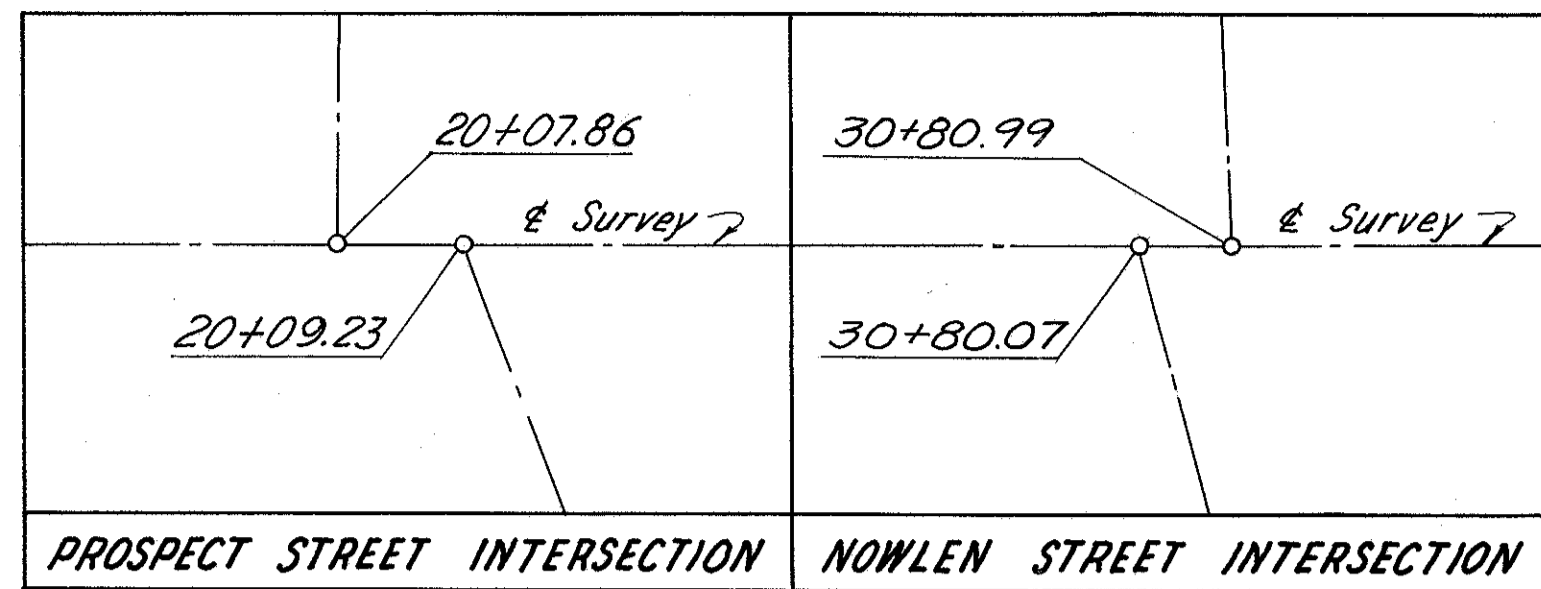 20+07.86
℄ Survey
20+09.23
PROSPECT STREET INTERSECTION
30+80.99
℄ Survey
30+80.07
NOWLEN STREET INTERSECTION